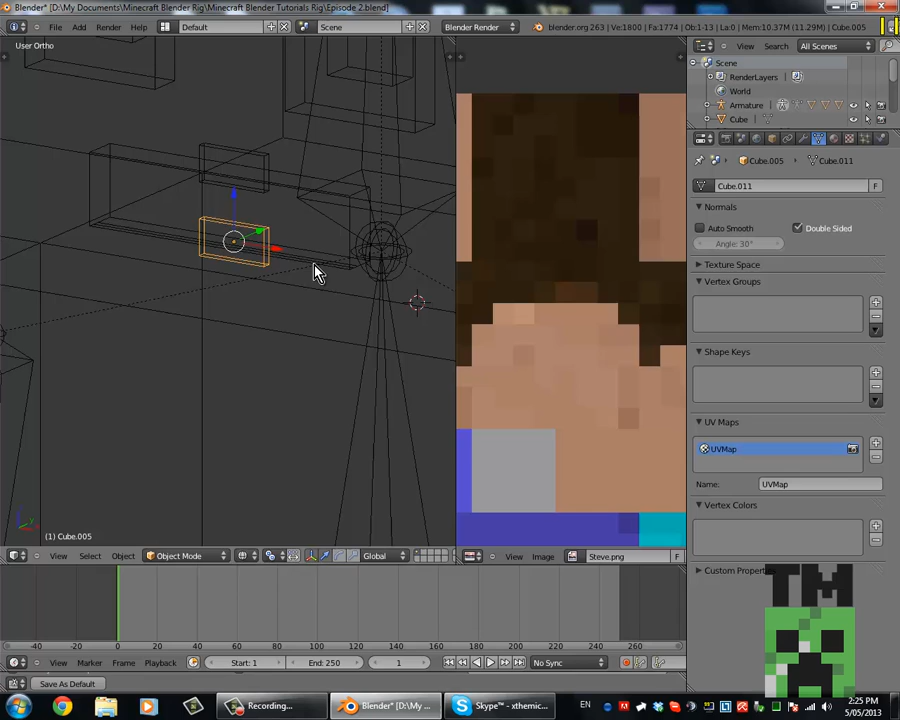 Blender* [D:\My Documents\Minecraft Blender Rig\Minecraft Blender Tutorials Rig\Episode 2.blend]
File Add Render Help Default Scene Blender Render blender.org 263 | Ve:1800 | Fa:1774 | Ob:1-13 | La:0 | Mem:10.37M (11.29M) | Cube.005
User Ortho
View Search All Scenes
Scene
RenderLayers
World
Armature
Cube
Cube.005 Cube.011
Cube.011 F
Normals
Auto Smooth Double Sided
Angle: 30°
Texture Space
Vertex Groups
Shape Keys
UV Maps
UVMap
Name: UVMap
Vertex Colors
Custom Properties
(1) Cube.005
View Select Object Object Mode Global
View Image Steve.png F
-40 -20 0 20 40 60 80 100 120 140 160 180 200 220 240 260
View Marker Frame Playback Start: 1 End: 250 1 No Sync
Save As Default
TM
Recording... Blender* [D:\My ... Skype™ - xthemic... EN 2:25 PM
5/05/2013